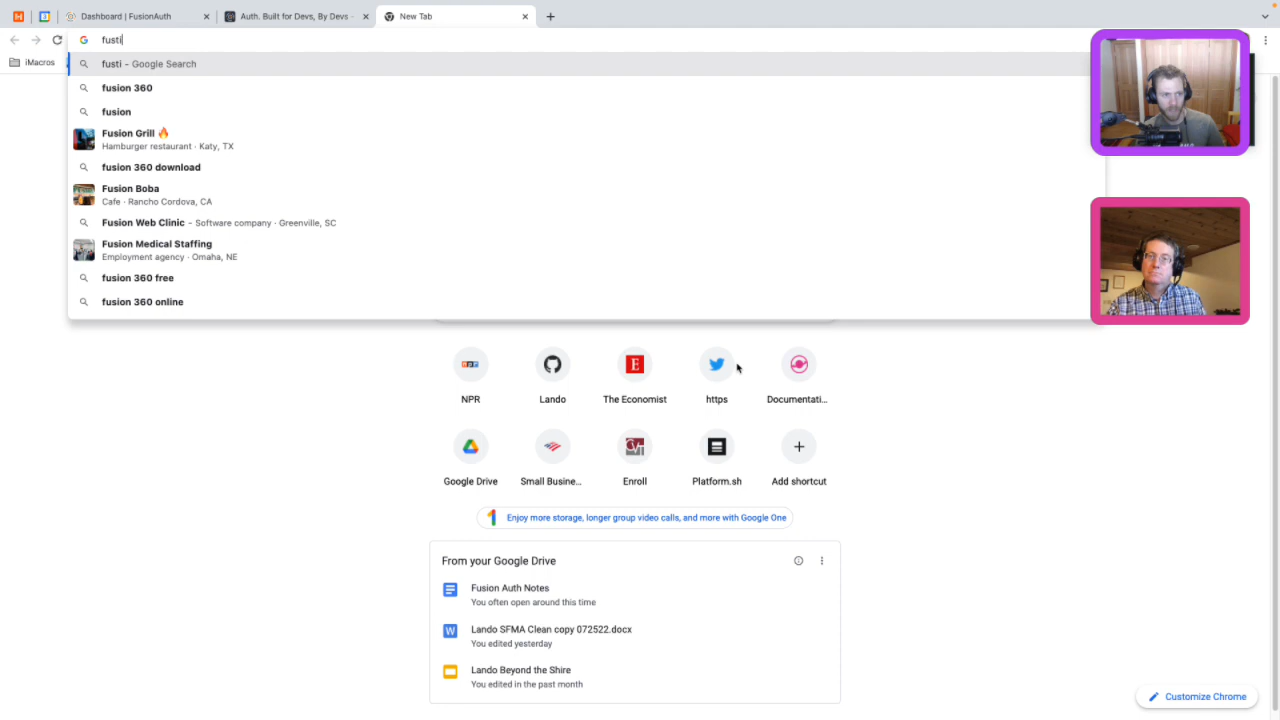 Dashboard | FusionAuth
Auth. Built for Devs, By Devs -
New Tab
fusti
iMacros
fusti - Google Search
fusion 360
fusion
Fusion Grill 🔥
Hamburger restaurant · Katy, TX
fusion 360 download
Fusion Boba
Cafe · Rancho Cordova, CA
Fusion Web Clinic - Software company · Greenville, SC
Fusion Medical Staffing
Employment agency · Omaha, NE
fusion 360 free
fusion 360 online
NPR
Lando
The Economist
https
Documentati...
Google Drive
Small Busine...
Enroll
Platform.sh
Add shortcut
Enjoy more storage, longer group video calls, and more with Google One
From your Google Drive
Fusion Auth Notes
You often open around this time
Lando SFMA Clean copy 072522.docx
You edited yesterday
Lando Beyond the Shire
You edited in the past month
Customize Chrome